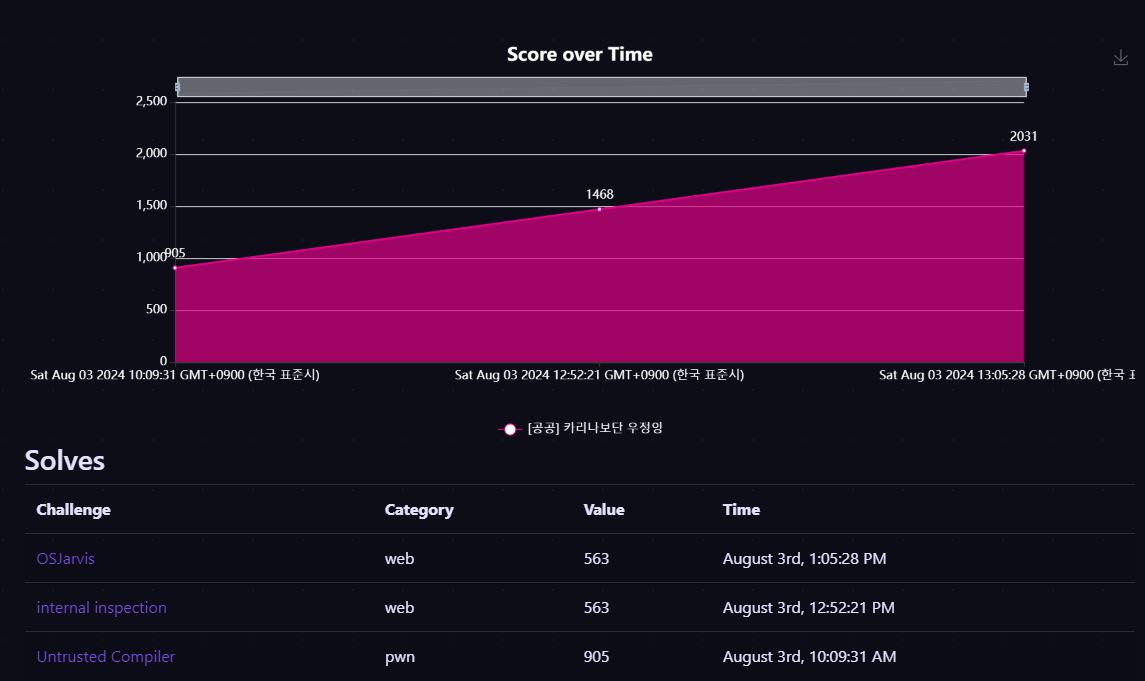 Score over Time
2,500
2,000
1,500
1,000
500
0
905
1468
2031
Sat Aug 03 2024 10:09:31 GMT+0900 (한국 표준시)
Sat Aug 03 2024 12:52:21 GMT+0900 (한국 표준시)
Sat Aug 03 2024 13:05:28 GMT+0900 (한국
[공공] 카리나보단 우정잉
Solves
Challenge Category Value Time
OSJarvis web 563 August 3rd, 1:05:28 PM
internal inspection web 563 August 3rd, 12:52:21 PM
Untrusted Compiler pwn 905 August 3rd, 10:09:31 AM